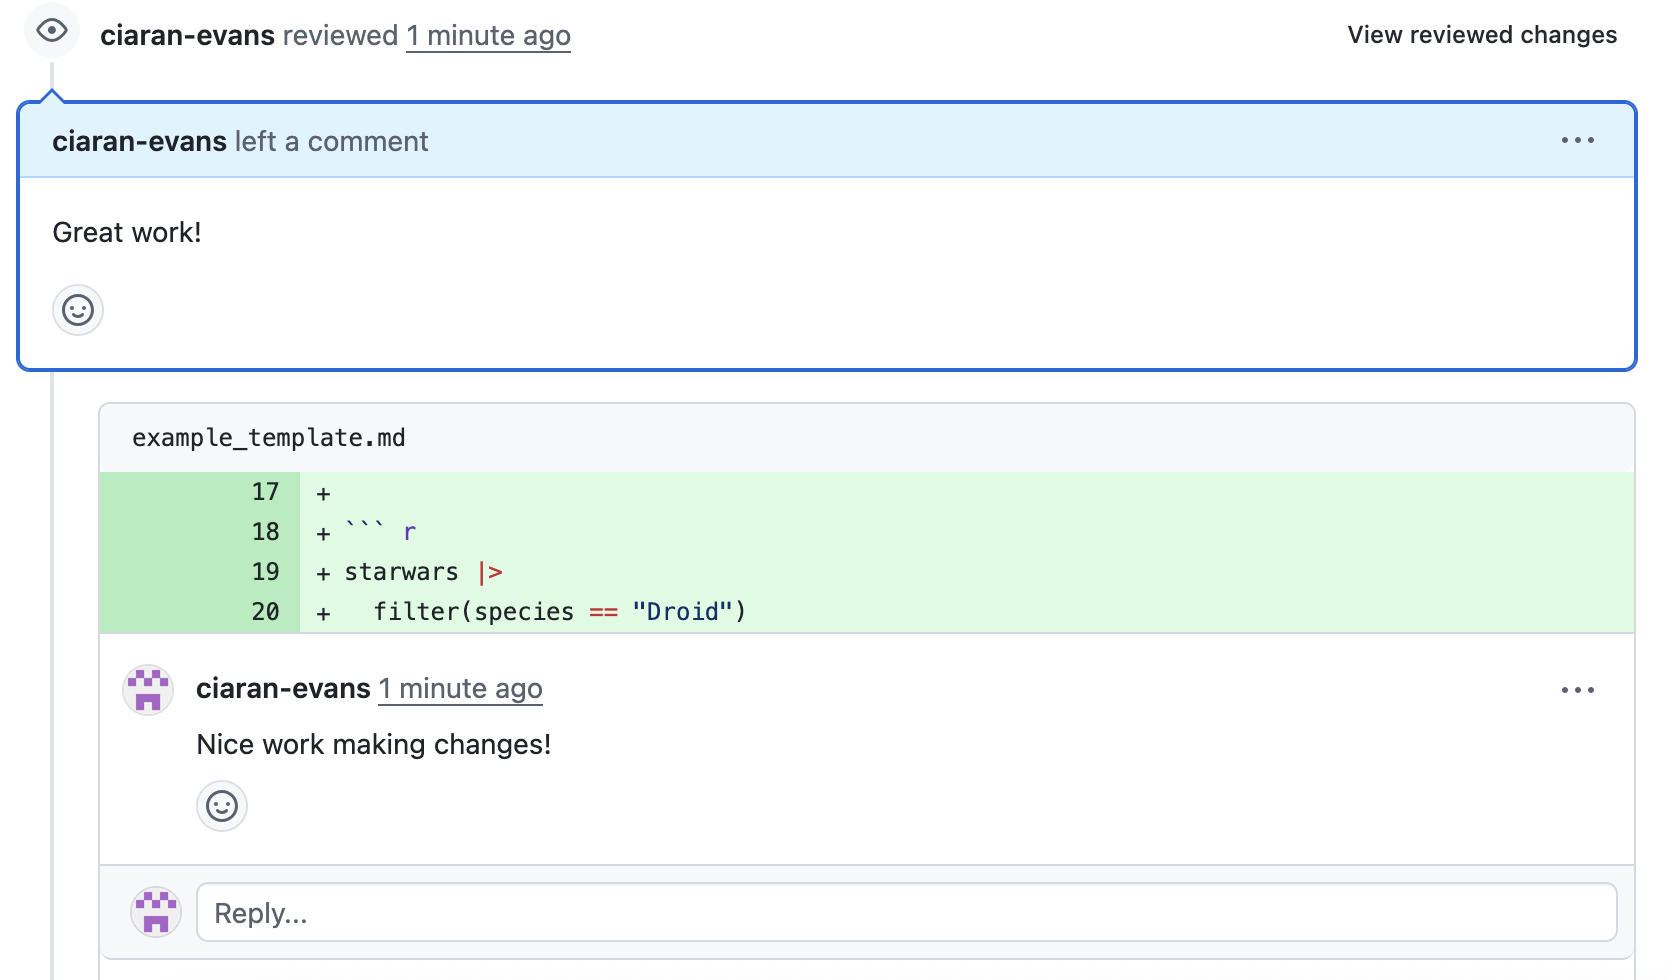 ciaran-evans reviewed 1 minute ago
View reviewed changes
ciaran-evans left a comment
Great work!
example_template.md
17 +
18 + ``` r
19 + starwars |>
20 +   filter(species == "Droid")
ciaran-evans 1 minute ago
Nice work making changes!
Reply...